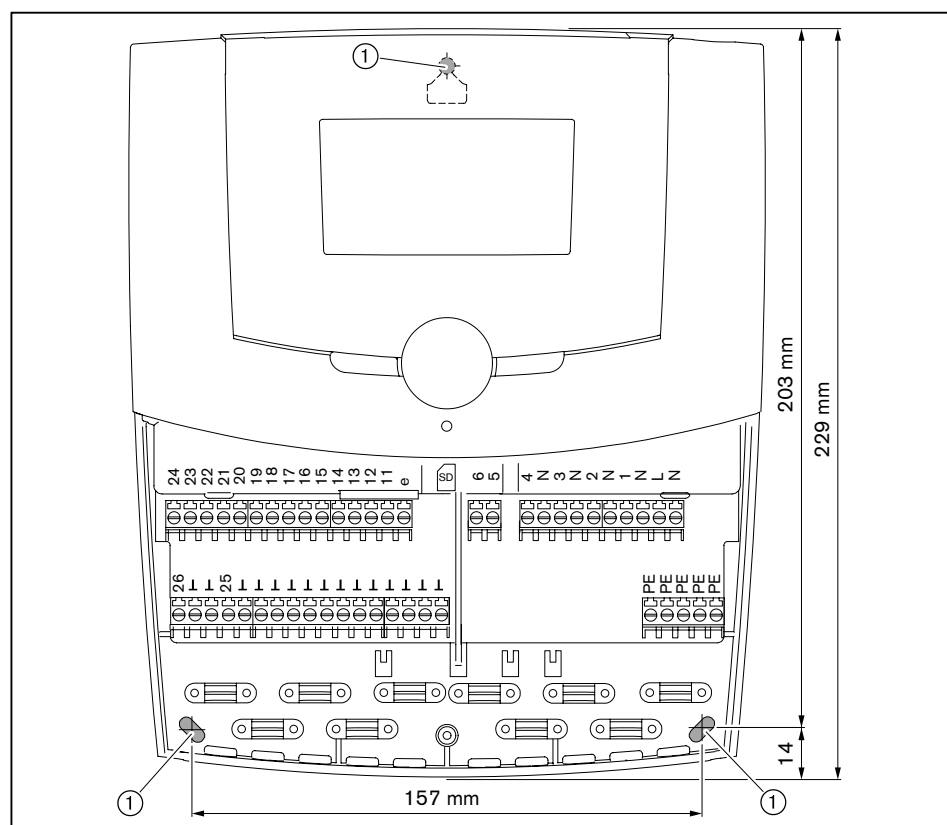 1
203 mm
229 mm
24 23 22 21 20 19 18 17 16 15 14 13 12 11 e SD 6 5 4 N 3 N 2 N 1 N L N
26 ⊥ ⊥ 25 ⊥ ⊥ ⊥ ⊥ ⊥ ⊥ ⊥ ⊥ ⊥ ⊥ ⊥ ⊥ ⊥ PE PE PE PE PE
14
1 157 mm 1